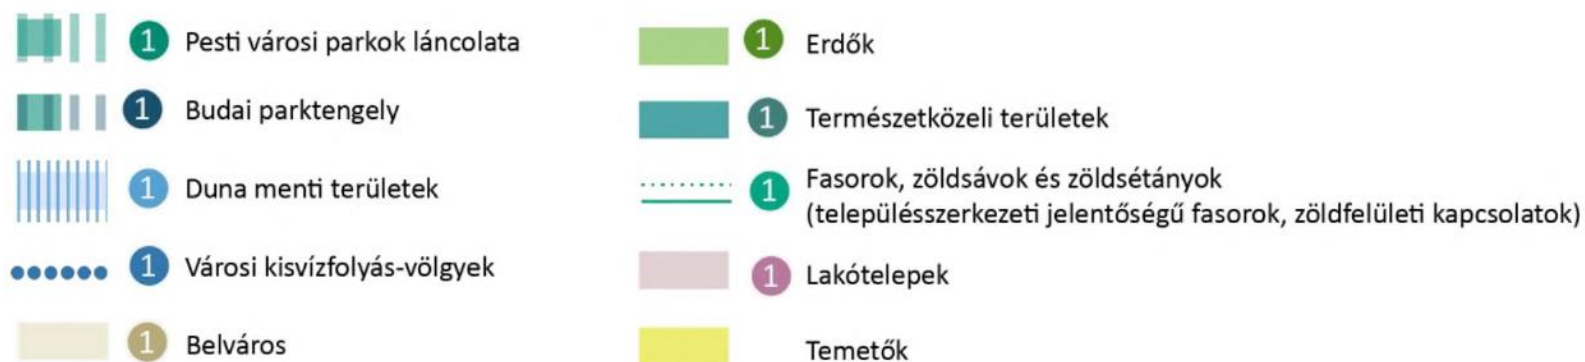 1 Pesti városi parkok láncolata
1 Budai parktengely
1 Duna menti területek
1 Városi kisvízfolyás-völgyek
1 Belváros
1 Erdők
1 Természetközeli területek
1 Fasorok, zöldsávok és zöldsétányok
(településszerkezeti jelentőségű fasorok, zöldfelületi kapcsolatok)
1 Lakótelepek
Temetők